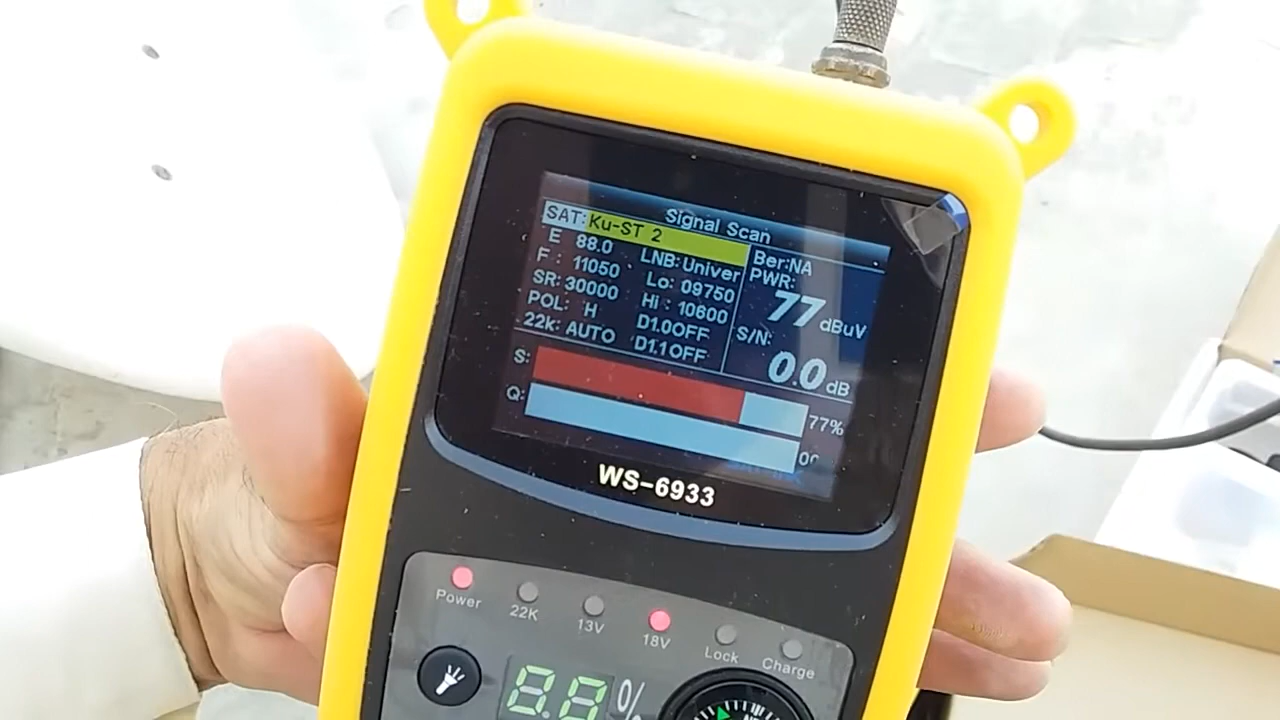 Signal Scan
SAT: Ku-ST 2
E 88.0
F : 11050
SR: 30000
POL: H
22k: AUTO
LNB: Univer
Lo: 09750
Hi : 10600
D1.0OFF
D1.1OFF
Ber:NA
PWR:
77 dBuV
S/N:
0.0 dB
S: 77%
Q:
WS-6933
Power 22K 13V 18V Lock Charge
8.8 %